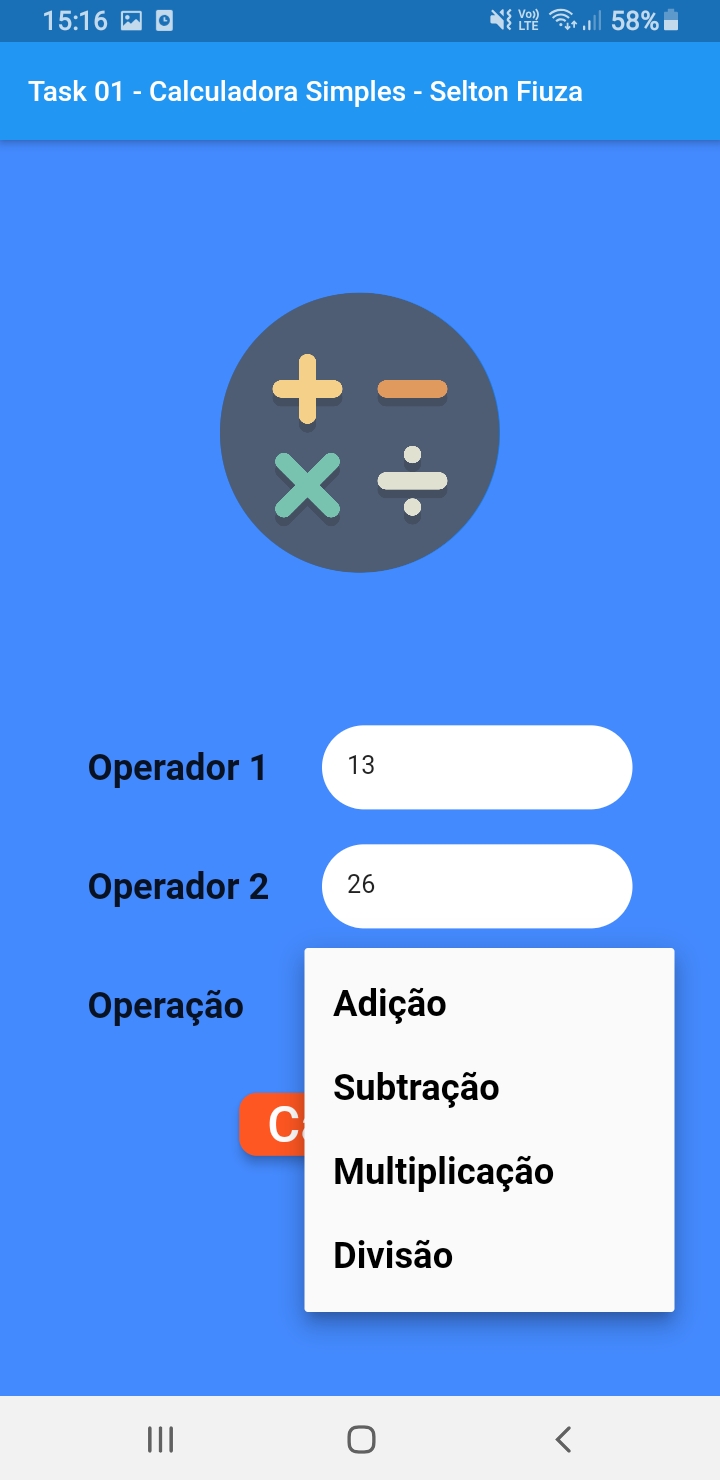 15:16 Vo)) LTE 58%
Task 01 - Calculadora Simples - Selton Fiuza
Operador 1 13
Operador 2 26
Operação
Adição
Subtração
Multiplicação
Divisão